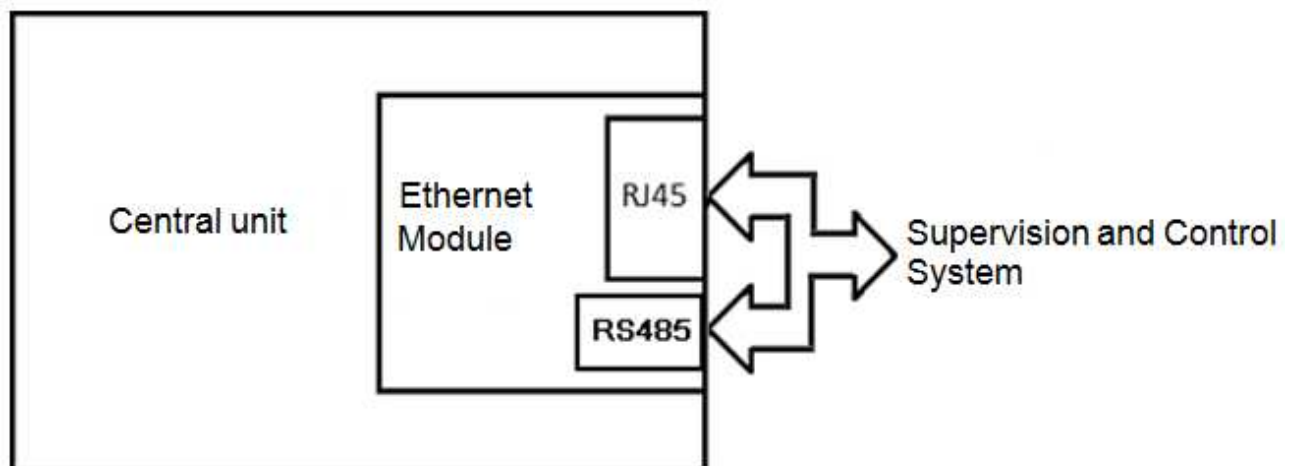 Central unit
Ethernet
Module
RJ45
RS485
Supervision and Control
System